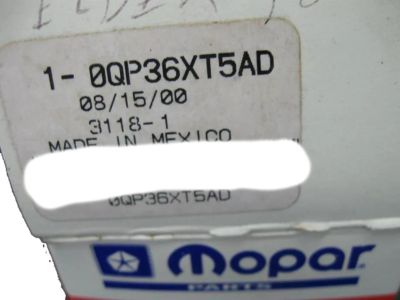 1- 0QP36XT5AD
08/15/00
3118-1
MADE IN MEXICO
0QP36XT5AD
Mopar
PARTS